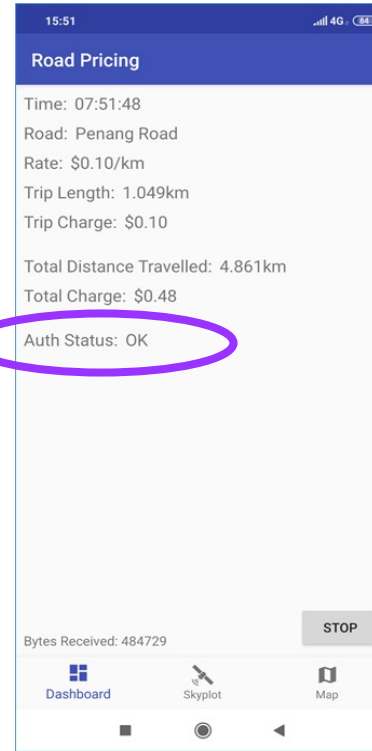 15:51
4G 84
Road Pricing
Time: 07:51:48
Road: Penang Road
Rate: $0.10/km
Trip Length: 1.049km
Trip Charge: $0.10
Total Distance Travelled: 4.861km
Total Charge: $0.48
Auth Status: OK
STOP
Bytes Received: 484729
Dashboard
Skyplot
Map